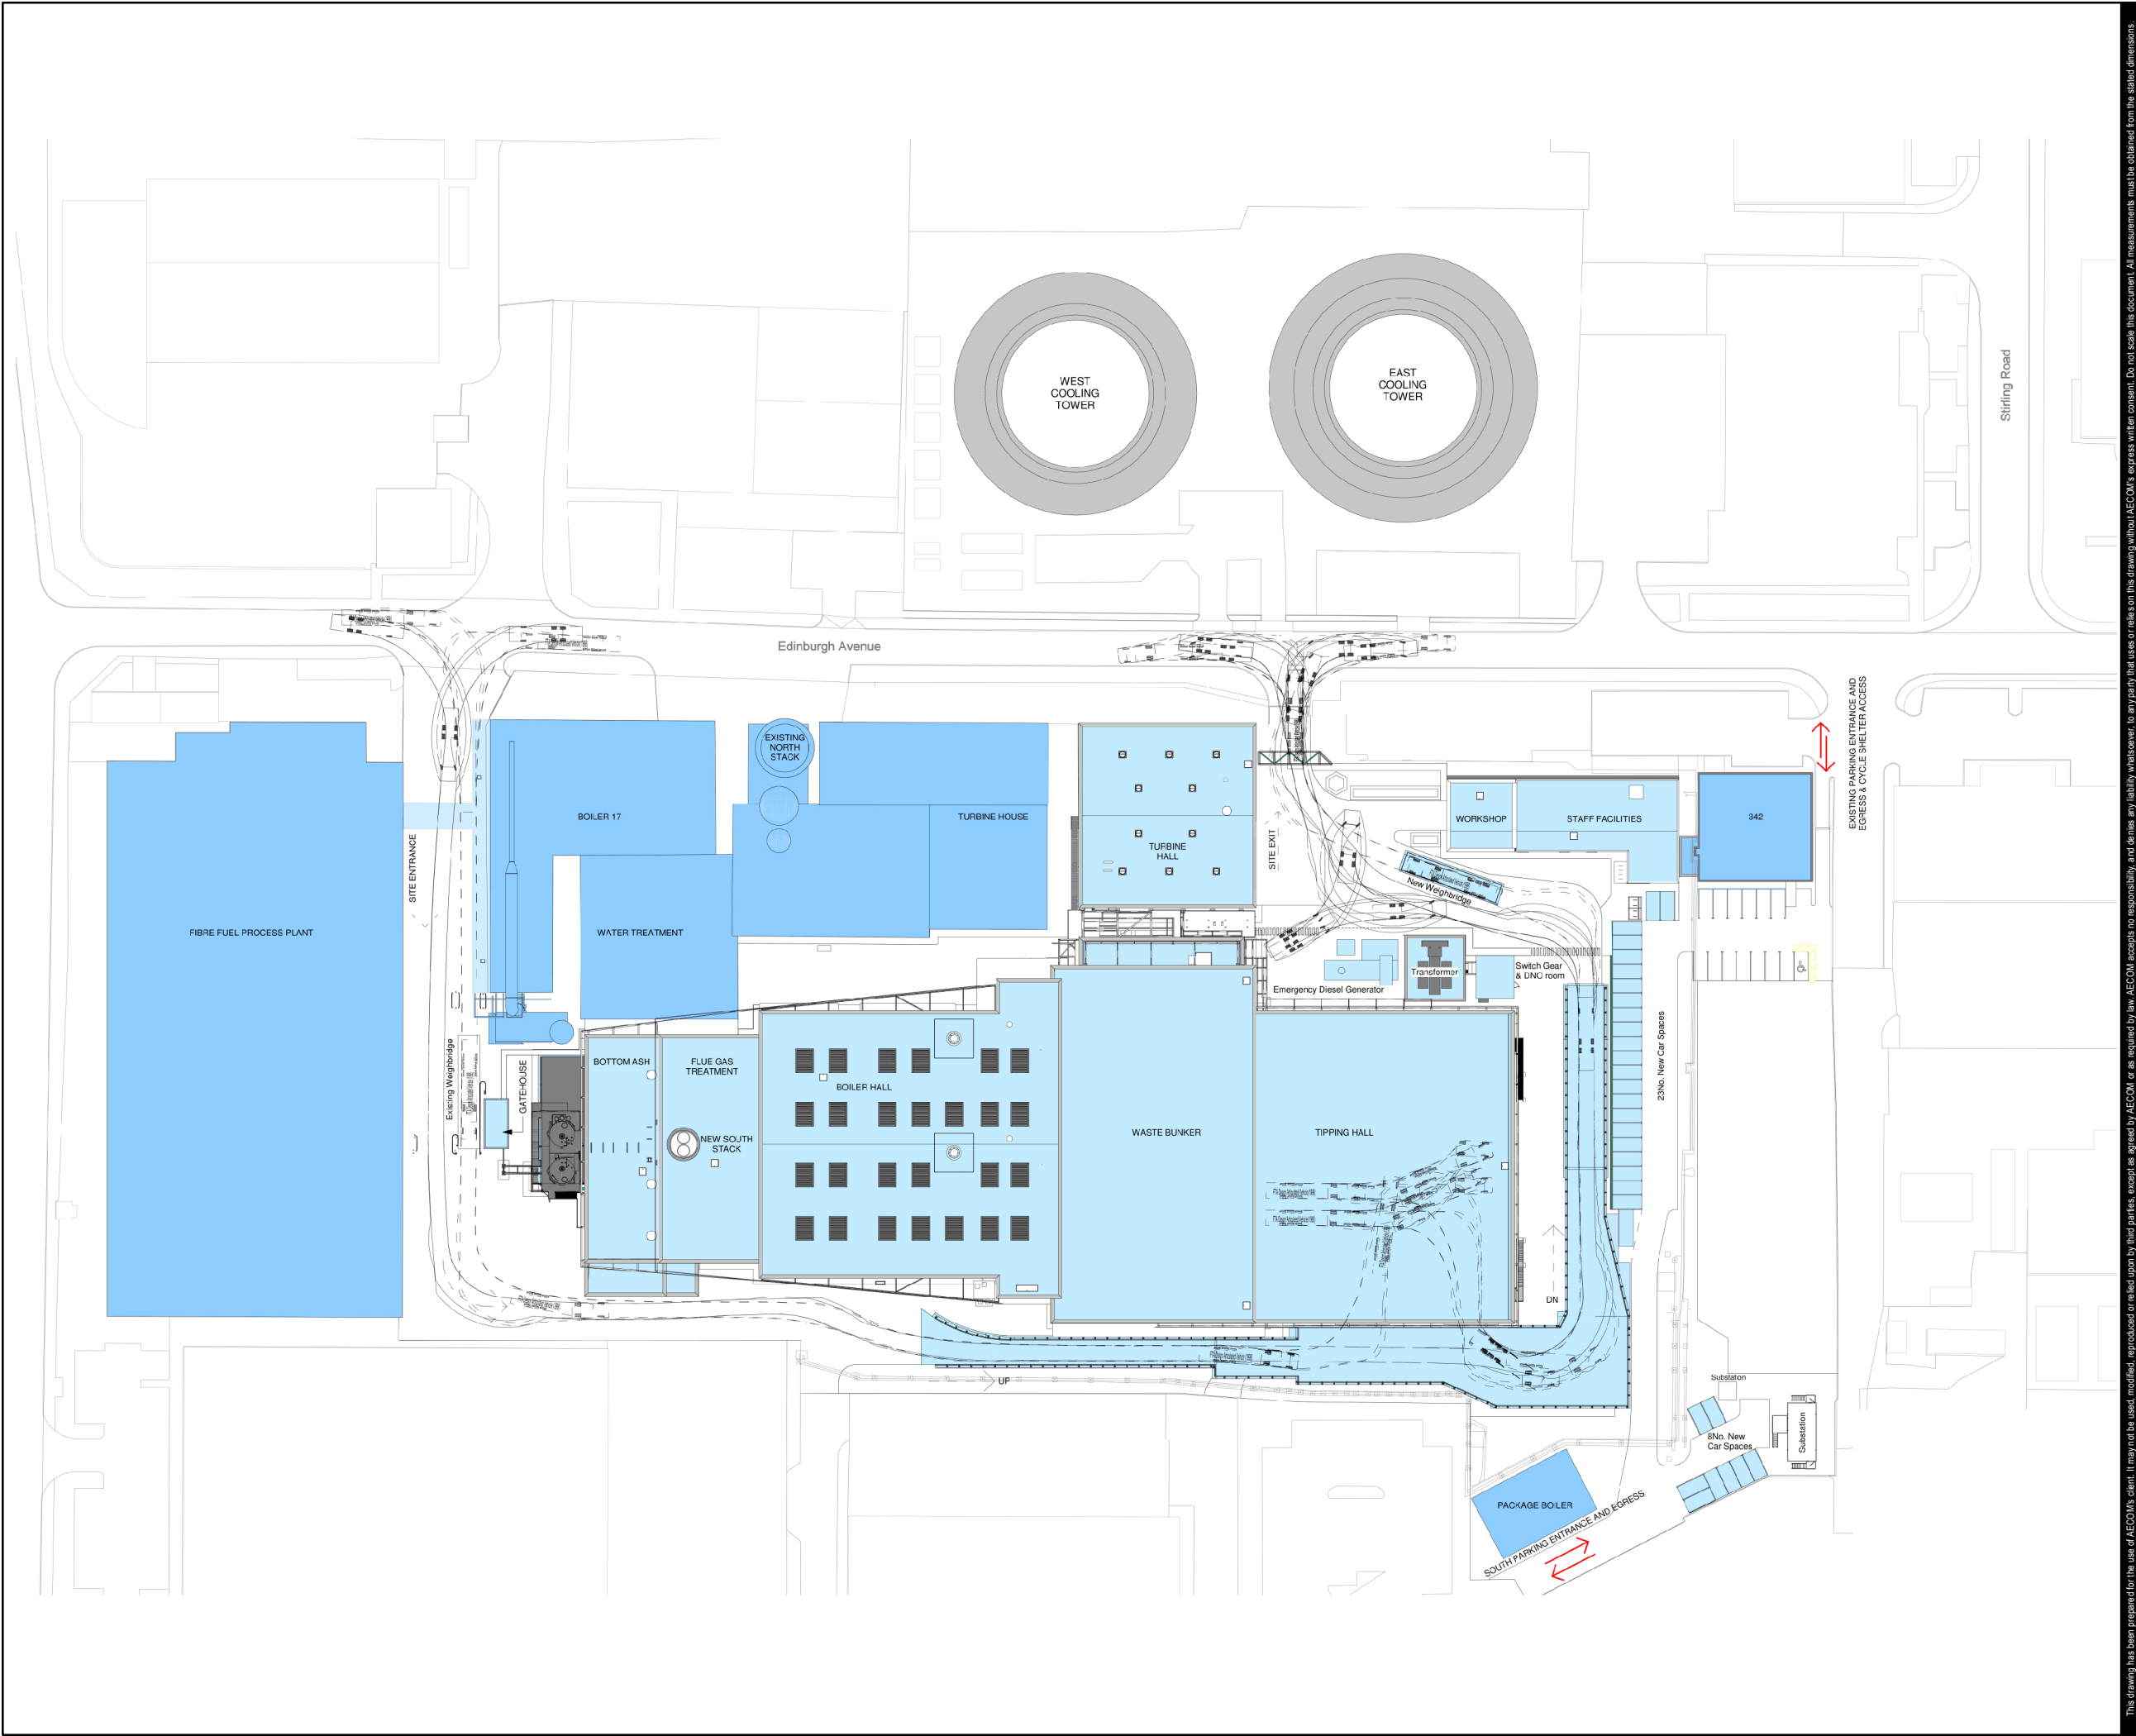 WEST
COOLING
TOWER
EAST
COOLING
TOWER
Stirling Road
Edinburgh Avenue
EXISTING
NORTH
STACK
BOILER 17
TURBINE HOUSE
TURBINE
HALL
SITE ENTRANCE
SITE EXIT
WORKSHOP
STAFF FACILITIES
342
EXISTING PARKING ENTRANCE AND
EGRESS & CYCLE SHELTER ACCESS
New Weighbridge
FIBRE FUEL PROCESS PLANT
WATER TREATMENT
Transformer
Switch Gear
& DNO room
Emergency Diesel Generator
23No. New Car Spaces
Existing Weighbridge
GATEHOUSE
BOTTOM ASH
FLUE GAS
TREATMENT
BOILER HALL
NEW SOUTH
STACK
WASTE BUNKER
TIPPING HALL
DN
UP
Substation
8No. New
Car Spaces
Substation
PACKAGE BOILER
SOUTH PARKING ENTRANCE AND EGRESS
This drawing has been prepared for the use of AECOM's client. It may not be used, modified, reproduced or relied upon by third parties, except as agreed by AECOM or as required by law. AECOM accepts no responsibility, and denies any liability whatsoever, to any party that uses or relies on this drawing without AECOM's express written consent. Do not scale this document. All measurements must be obtained from the stated dimensions.